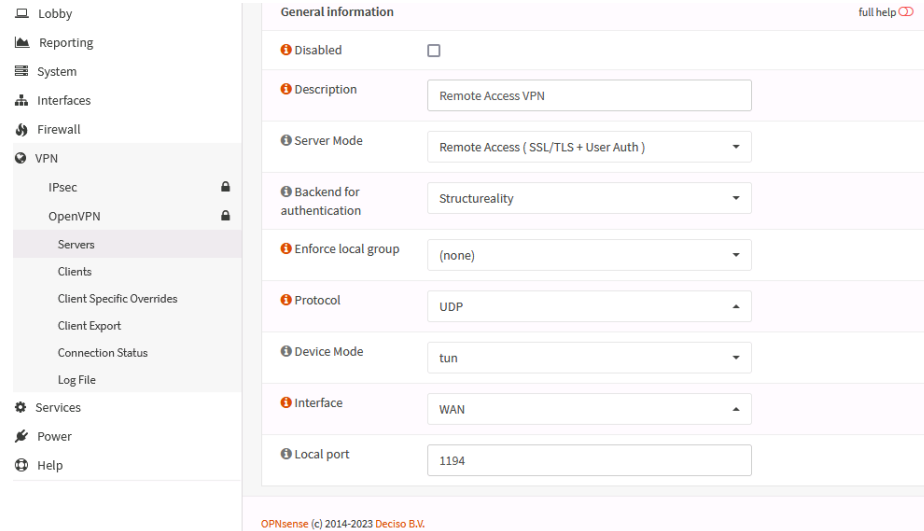 Lobby
Reporting
System
Interfaces
Firewall
VPN
IPsec
OpenVPN
Servers
Clients
Client Specific Overrides
Client Export
Connection Status
Log File
Services
Power
Help
General information
full help
Disabled
Description
Remote Access VPN
Server Mode
Remote Access ( SSL/TLS + User Auth )
Backend for
authentication
Structureality
Enforce local group
(none)
Protocol
UDP
Device Mode
tun
Interface
WAN
Local port
1194
OPNsense (c) 2014-2023 Deciso B.V.